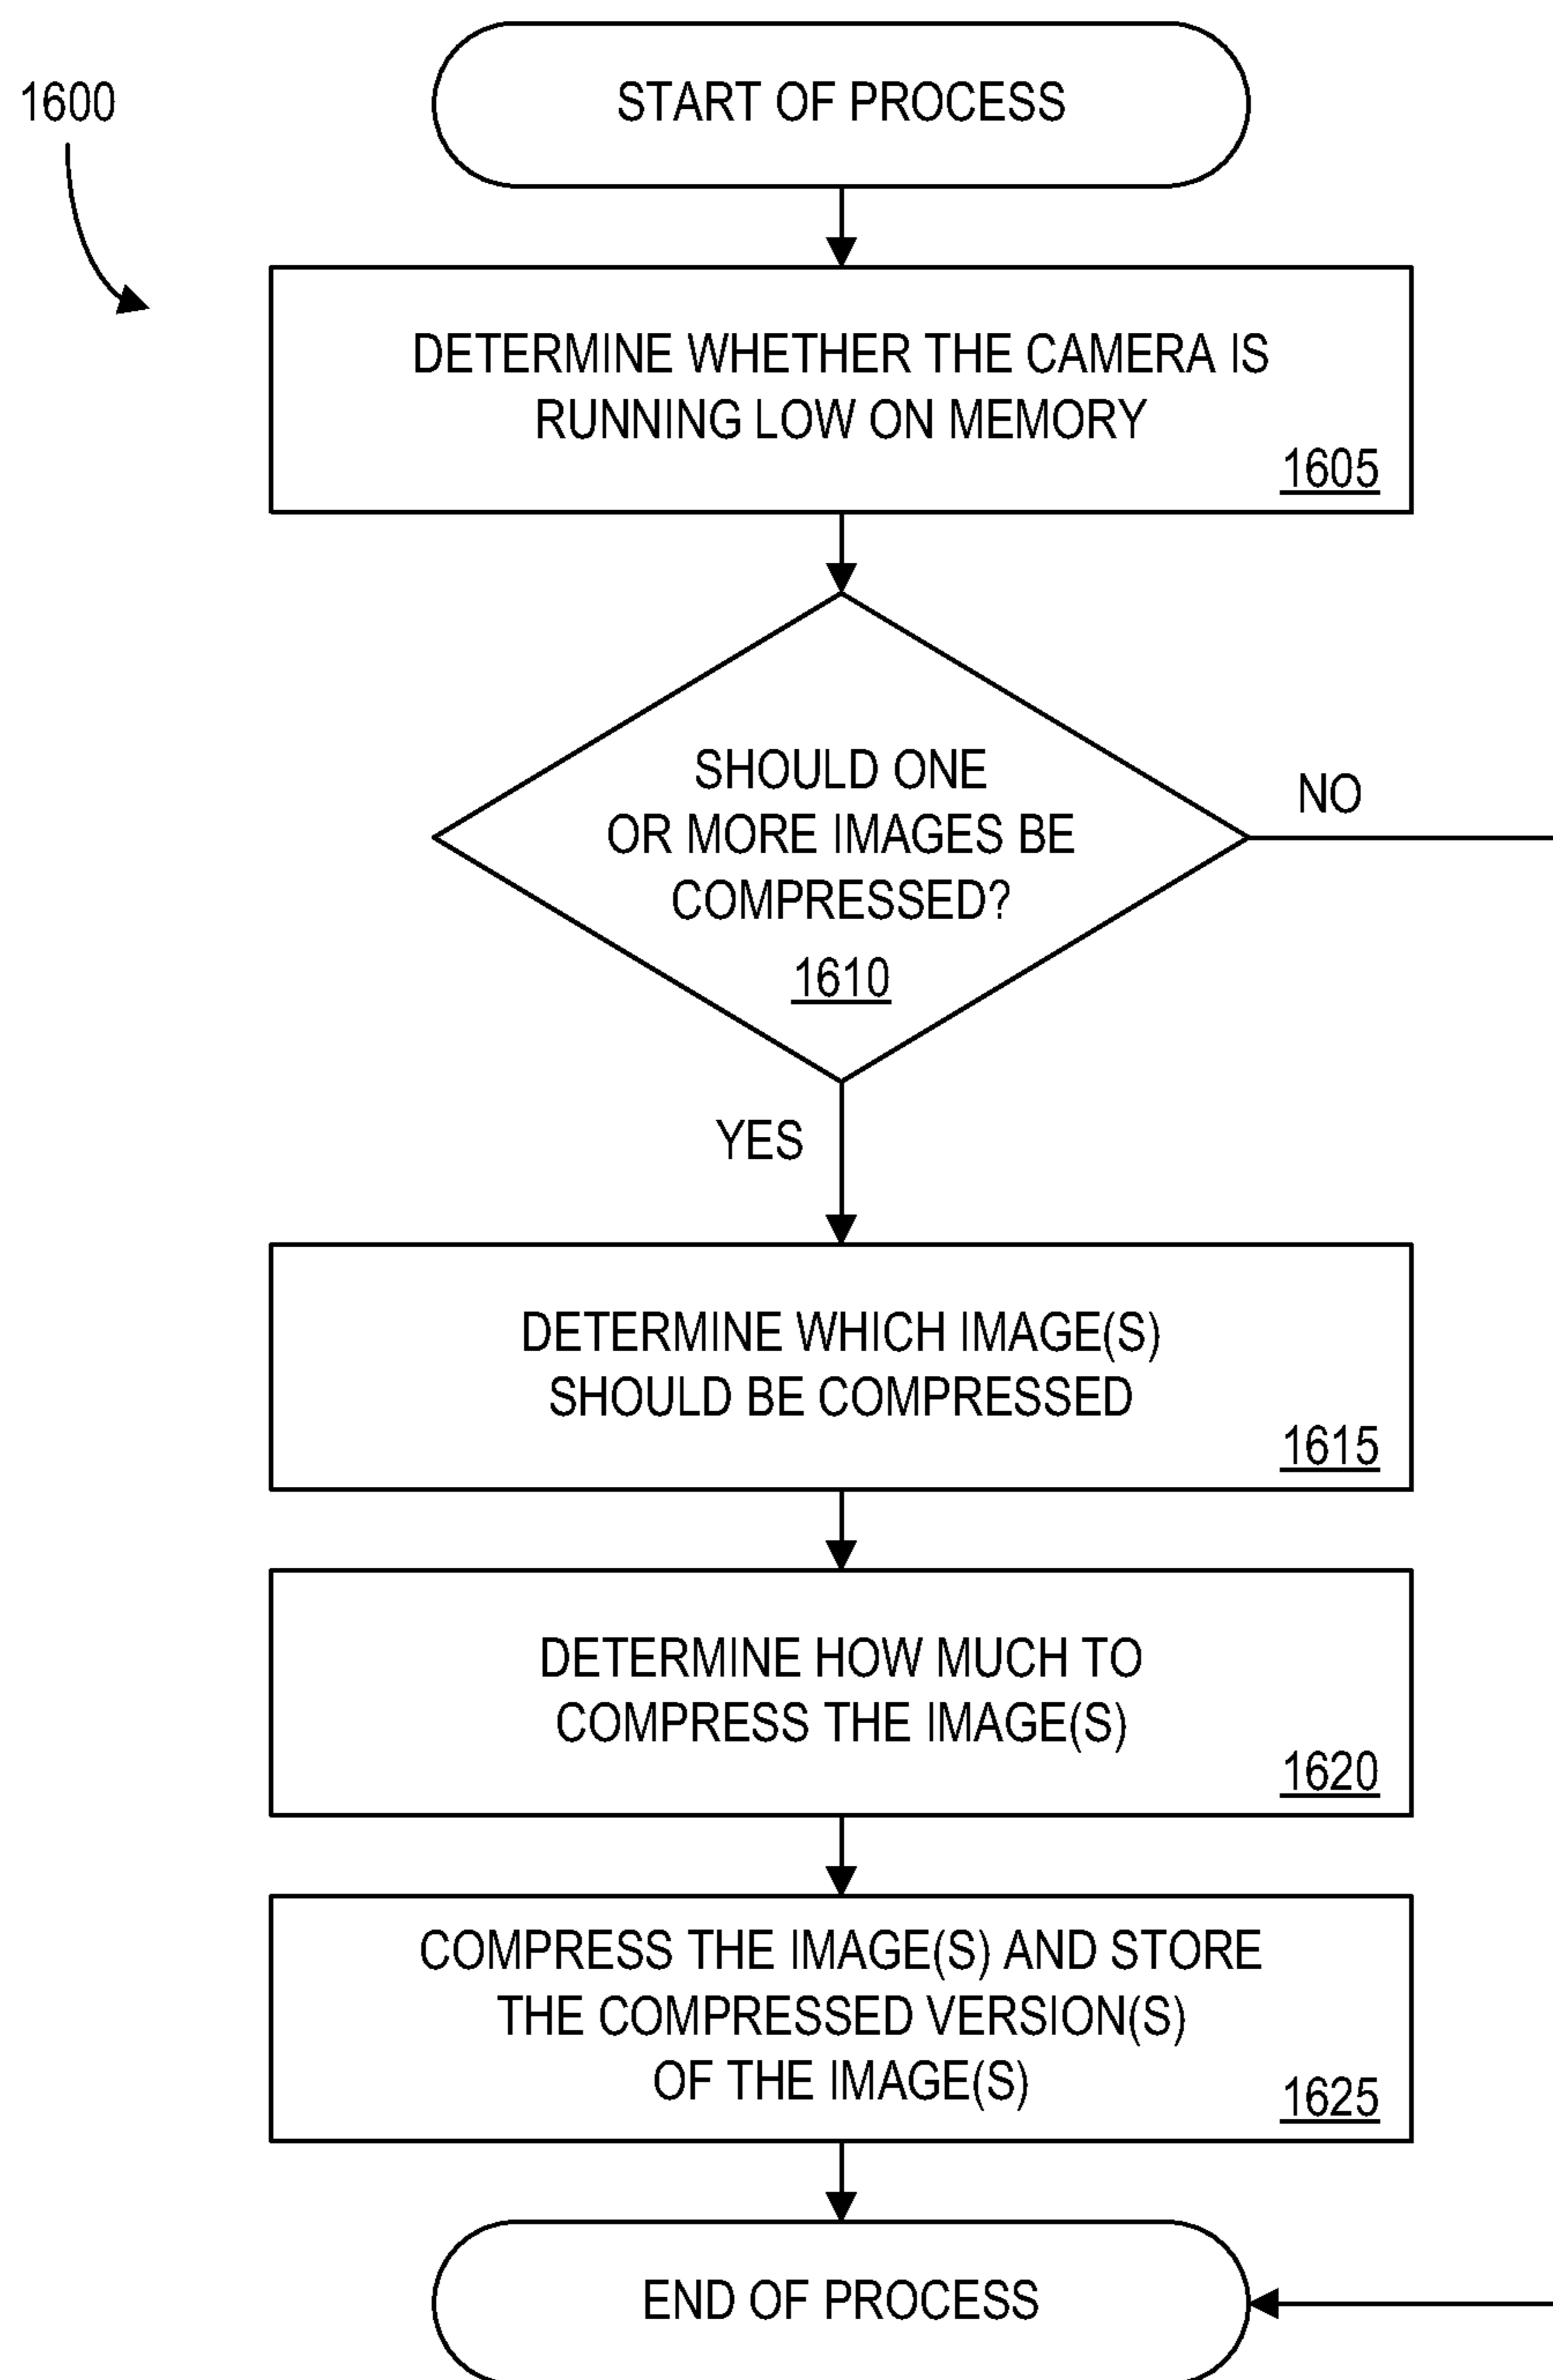 1600
START OF PROCESS
DETERMINE WHETHER THE CAMERA IS
RUNNING LOW ON MEMORY
1605
SHOULD ONE
OR MORE IMAGES BE
COMPRESSED?
1610
NO
YES
DETERMINE WHICH IMAGE(S)
SHOULD BE COMPRESSED
1615
DETERMINE HOW MUCH TO
COMPRESS THE IMAGE(S)
1620
COMPRESS THE IMAGE(S) AND STORE
THE COMPRESSED VERSION(S)
OF THE IMAGE(S)
1625
END OF PROCESS